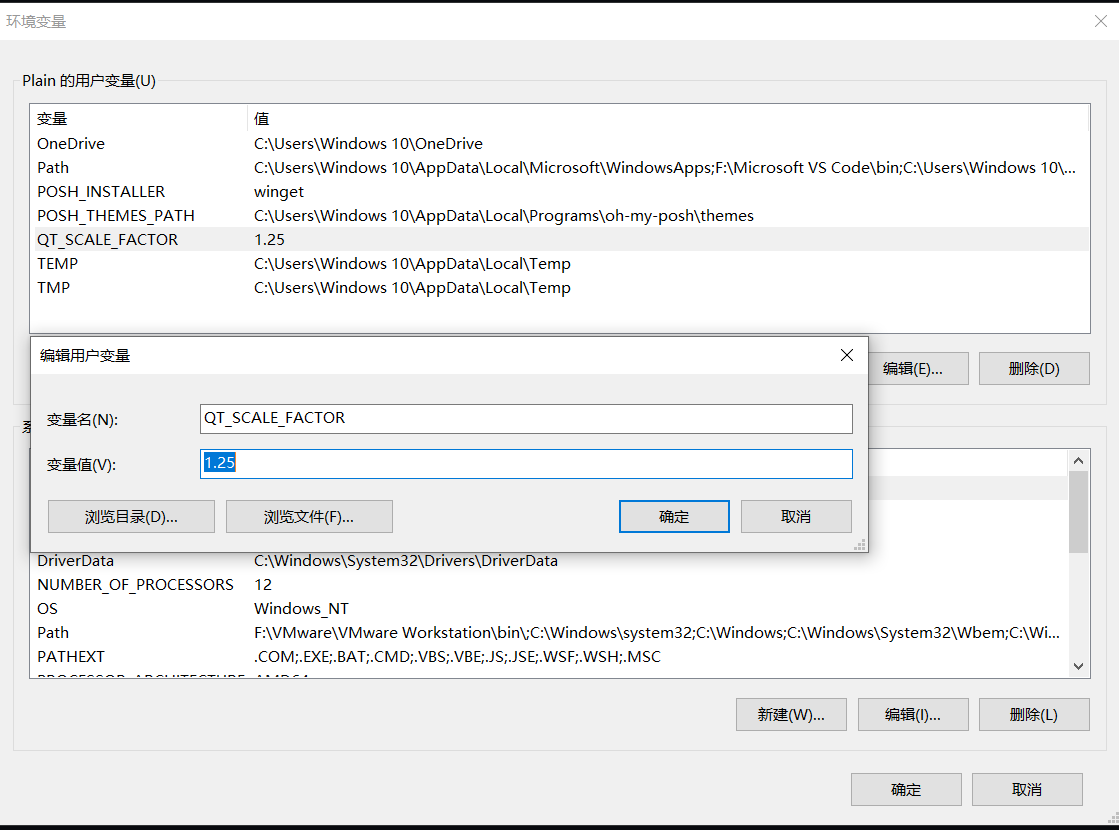 环境变量
Plain 的用户变量(U)
变量 值
OneDrive C:\Users\Windows 10\OneDrive
Path C:\Users\Windows 10\AppData\Local\Microsoft\WindowsApps;F:\Microsoft VS Code\bin;C:\Users\Windows 10\...
POSH_INSTALLER winget
POSH_THEMES_PATH C:\Users\Windows 10\AppData\Local\Programs\oh-my-posh\themes
QT_SCALE_FACTOR 1.25
TEMP C:\Users\Windows 10\AppData\Local\Temp
TMP C:\Users\Windows 10\AppData\Local\Temp
编辑(E)... 删除(D)
编辑用户变量
变量名(N): QT_SCALE_FACTOR
变量值(V): 1.25
浏览目录(D)... 浏览文件(F)... 确定 取消
DriverData C:\Windows\System32\Drivers\DriverData
NUMBER_OF_PROCESSORS 12
OS Windows_NT
Path F:\VMware\VMware Workstation\bin\;C:\Windows\system32;C:\Windows;C:\Windows\System32\Wbem;C:\Wi...
PATHEXT .COM;.EXE;.BAT;.CMD;.VBS;.VBE;.JS;.JSE;.WSF;.WSH;.MSC
PROCESSOR_ARCHITECTURE AMD64
新建(W)... 编辑(I)... 删除(L)
确定 取消